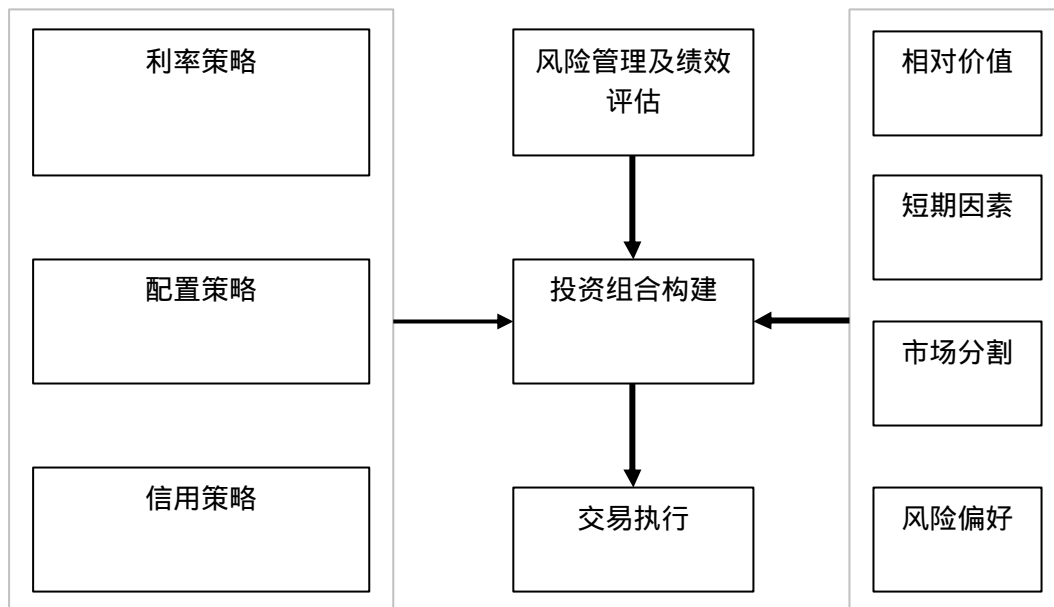 利率策略
配置策略
信用策略
风险管理及绩效
评估
投资组合构建
交易执行
相对价值
短期因素
市场分割
风险偏好